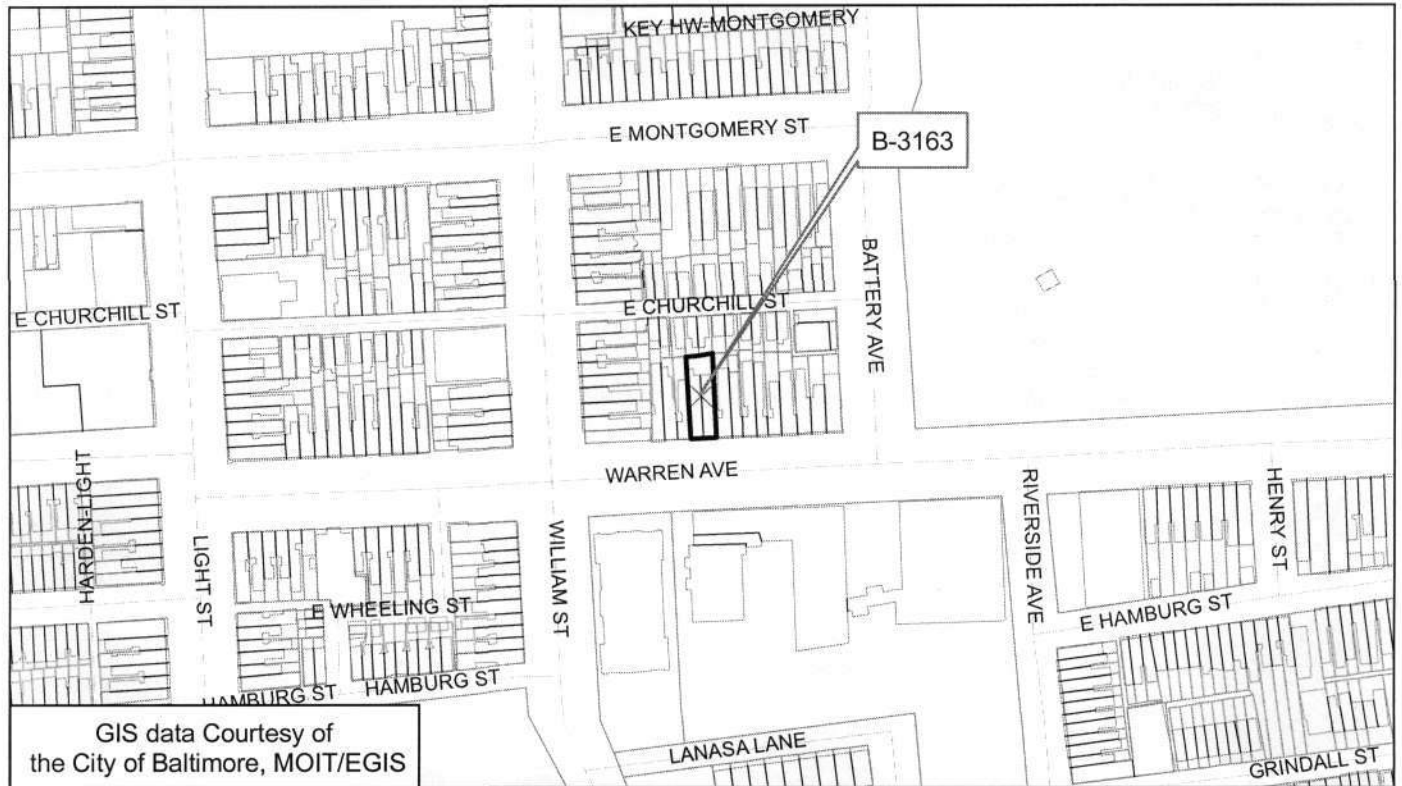 KEY HW-MONTGOMERY
E MONTGOMERY ST
B-3163
BATTERY AVE
E CHURCHILL ST
E CHURCHILL ST
WARREN AVE
HARDEN-LIGHT
LIGHT ST
WILLIAM ST
RIVERSIDE AVE
HENRY ST
E WHEELING ST
E HAMBURG ST
HAMBURG ST
HAMBURG ST
LANASA LANE
GRINDALL ST
GIS data Courtesy of
the City of Baltimore, MOIT/EGIS